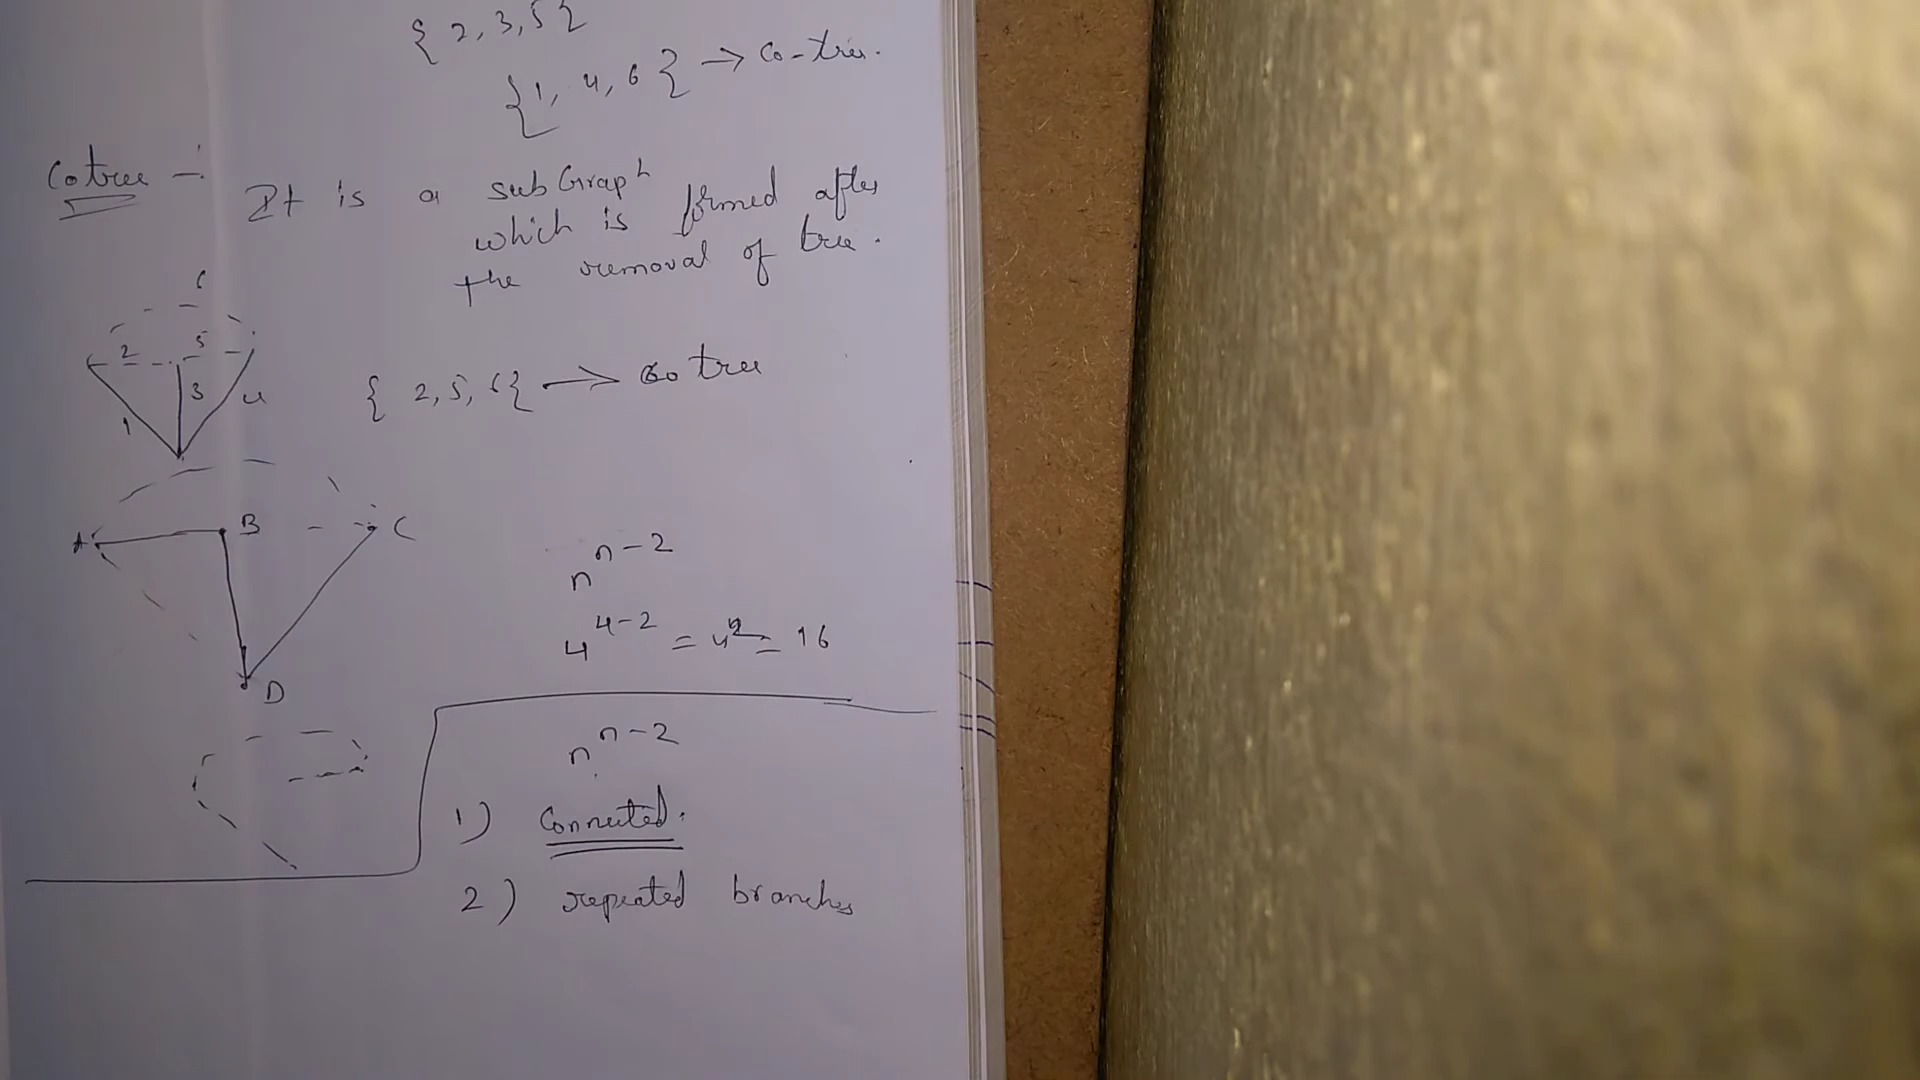 { 2, 3, 5 }
{ 1, 4, 6 } → Co-tree.
Cotree -:
It is a subGraph
which is formed after
the removal of tree.
6
2 5
3 4
1
{ 2, 5, 6 } → Co tree
A B C
D
n^{n-2}
4^{4-2} = 4^2 = 16
n^{n-2}
1) Connected.
2) repeated branches